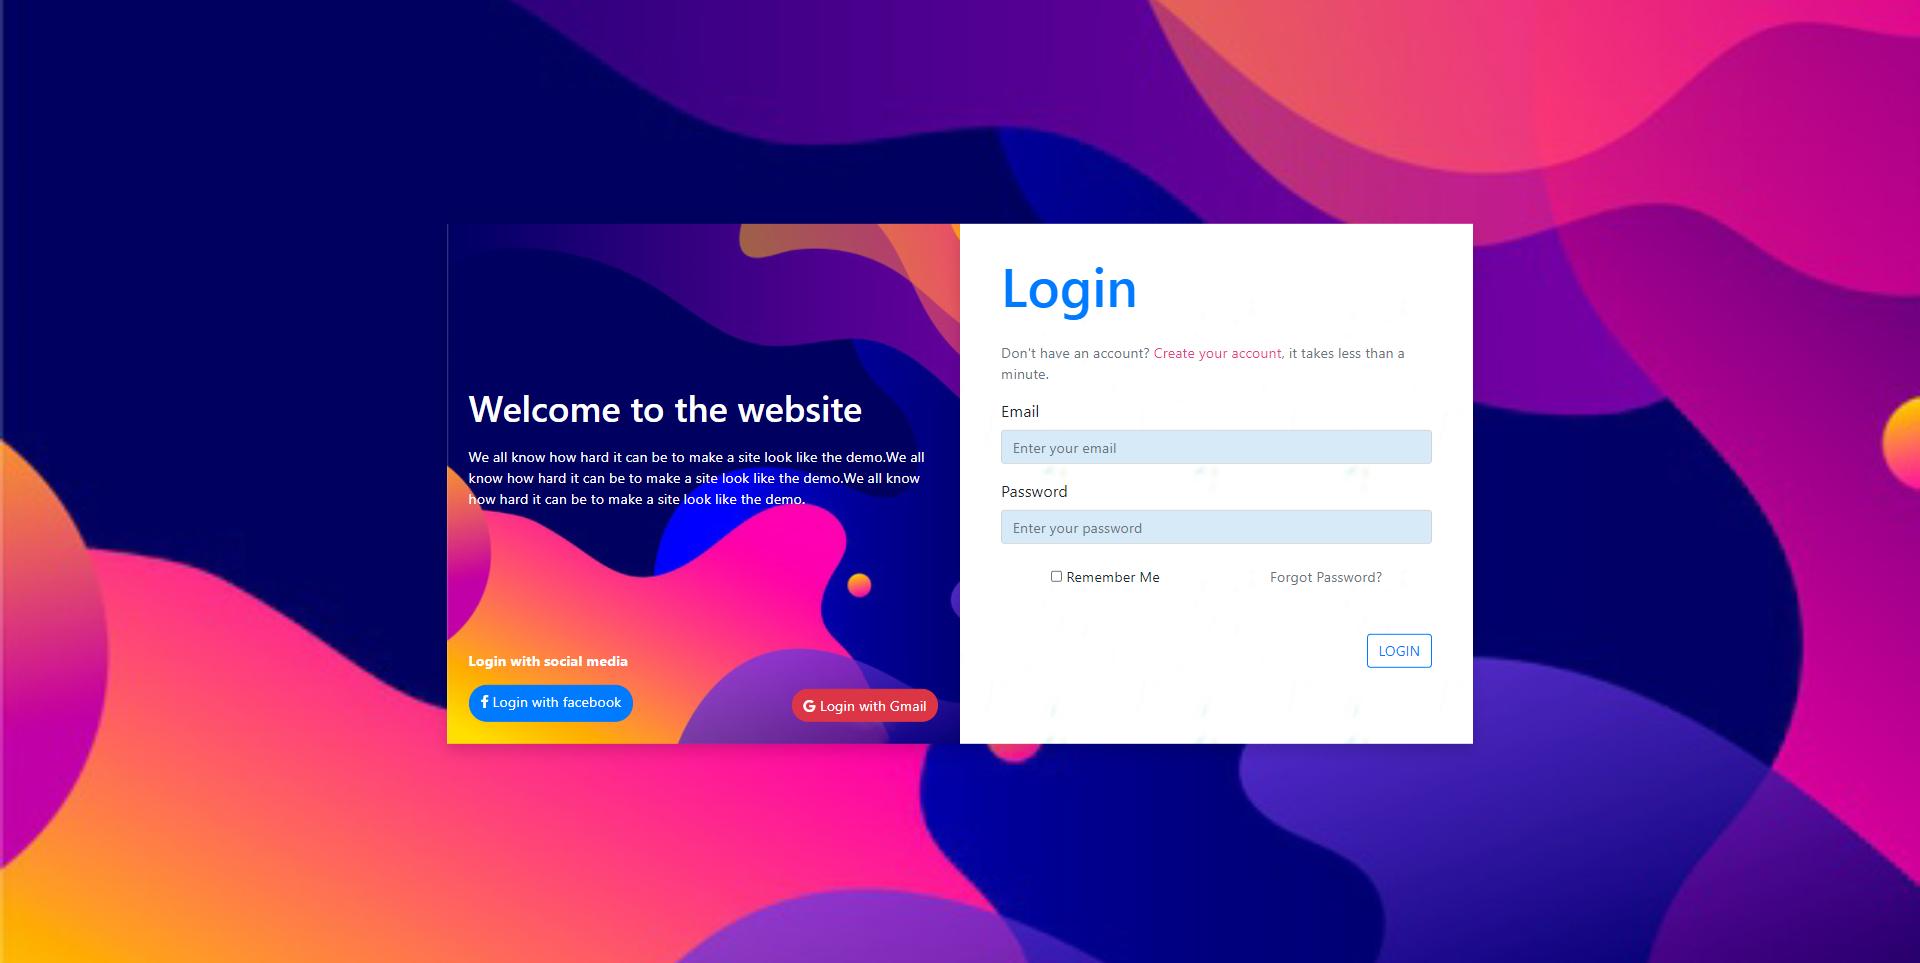 Welcome to the website
We all know how hard it can be to make a site look like the demo.We all
know how hard it can be to make a site look like the demo.We all know
how hard it can be to make a site look like the demo.
Login with social media
Login with facebook
Login with Gmail
Login
Don't have an account? Create your account, it takes less than a
minute.
Email
Enter your email
Password
Enter your password
Remember Me
Forgot Password?
LOGIN